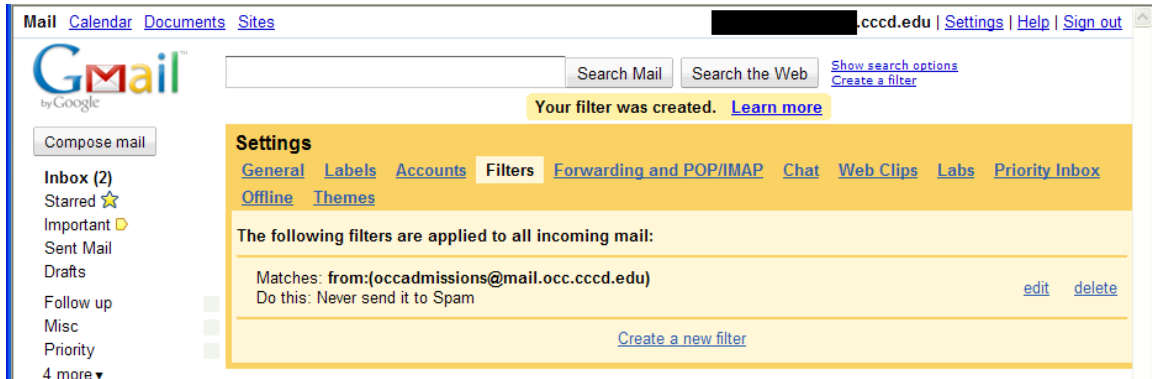 Mail Calendar Documents Sites .cccd.edu | Settings | Help | Sign out
Gmail™
by Google
Search Mail Search the Web Show search options
Create a filter
Your filter was created. Learn more
Compose mail
Inbox (2)
Starred
Important
Sent Mail
Drafts
Follow up
Misc
Priority
4 more ▾
Settings
General Labels Accounts Filters Forwarding and POP/IMAP Chat Web Clips Labs Priority Inbox
Offline Themes
The following filters are applied to all incoming mail:
Matches: from:(occadmissions@mail.occ.cccd.edu)
Do this: Never send it to Spam
edit delete
Create a new filter